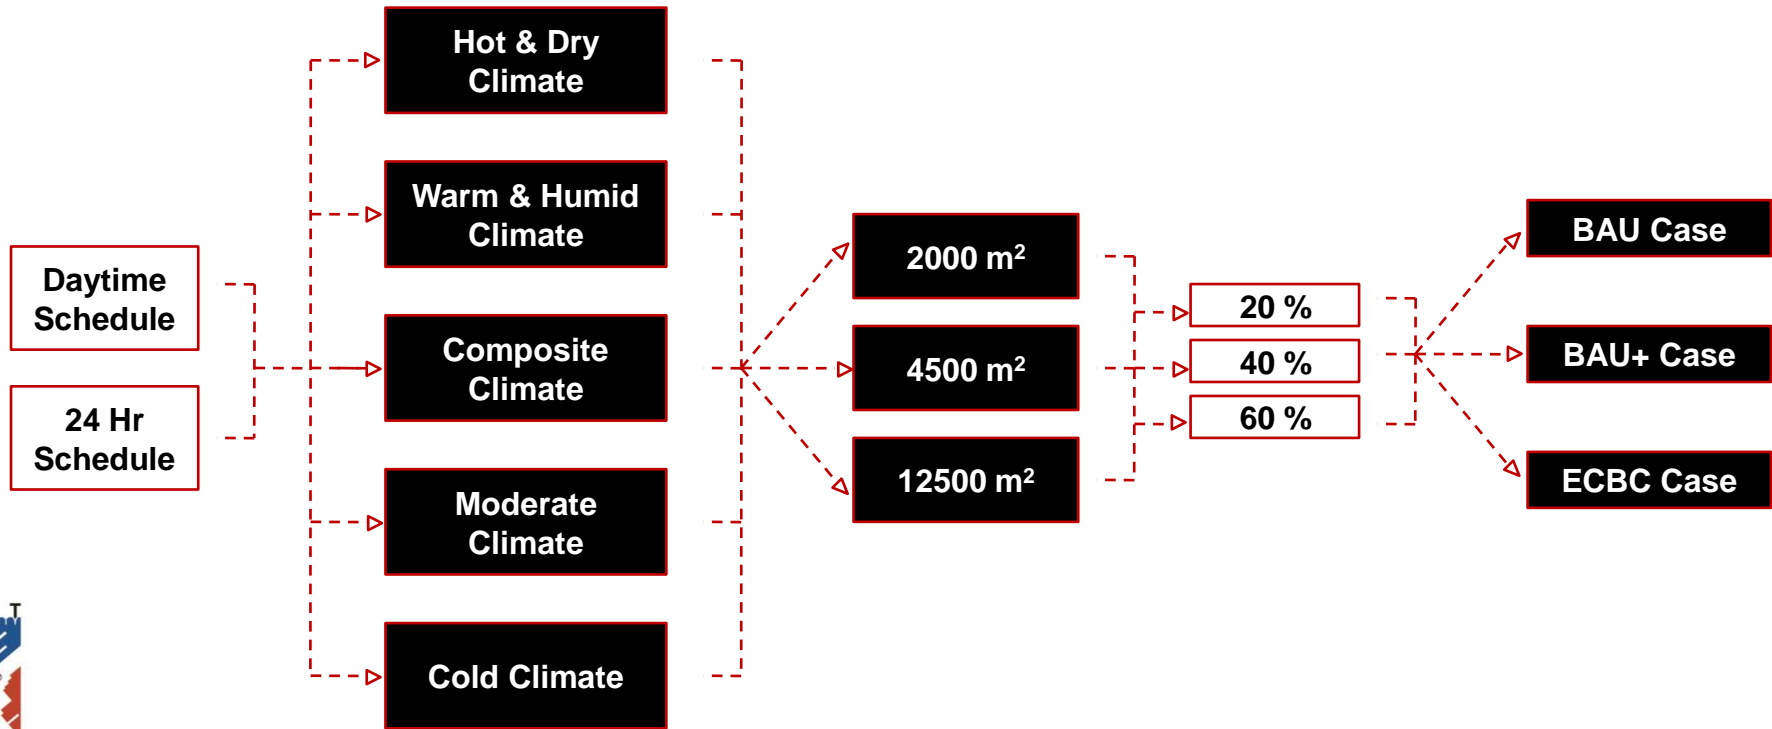 Daytime
Schedule
24 Hr
Schedule
Hot & Dry
Climate
Warm & Humid
Climate
Composite
Climate
Moderate
Climate
Cold Climate
2000 m²
4500 m²
12500 m²
20 %
40 %
60 %
BAU Case
BAU+ Case
ECBC Case
T